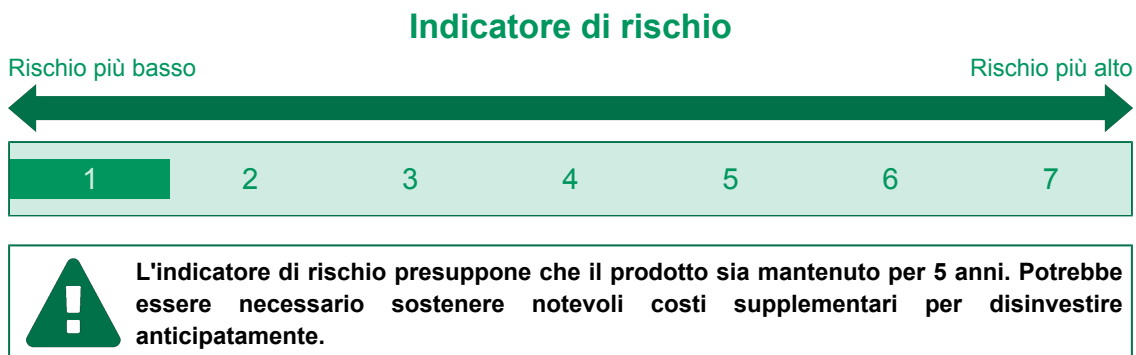 Indicatore di rischio
Rischio più basso
Rischio più alto
1 2 3 4 5 6 7
L'indicatore di rischio presuppone che il prodotto sia mantenuto per 5 anni. Potrebbe
essere necessario sostenere notevoli costi supplementari per disinvestire
anticipatamente.